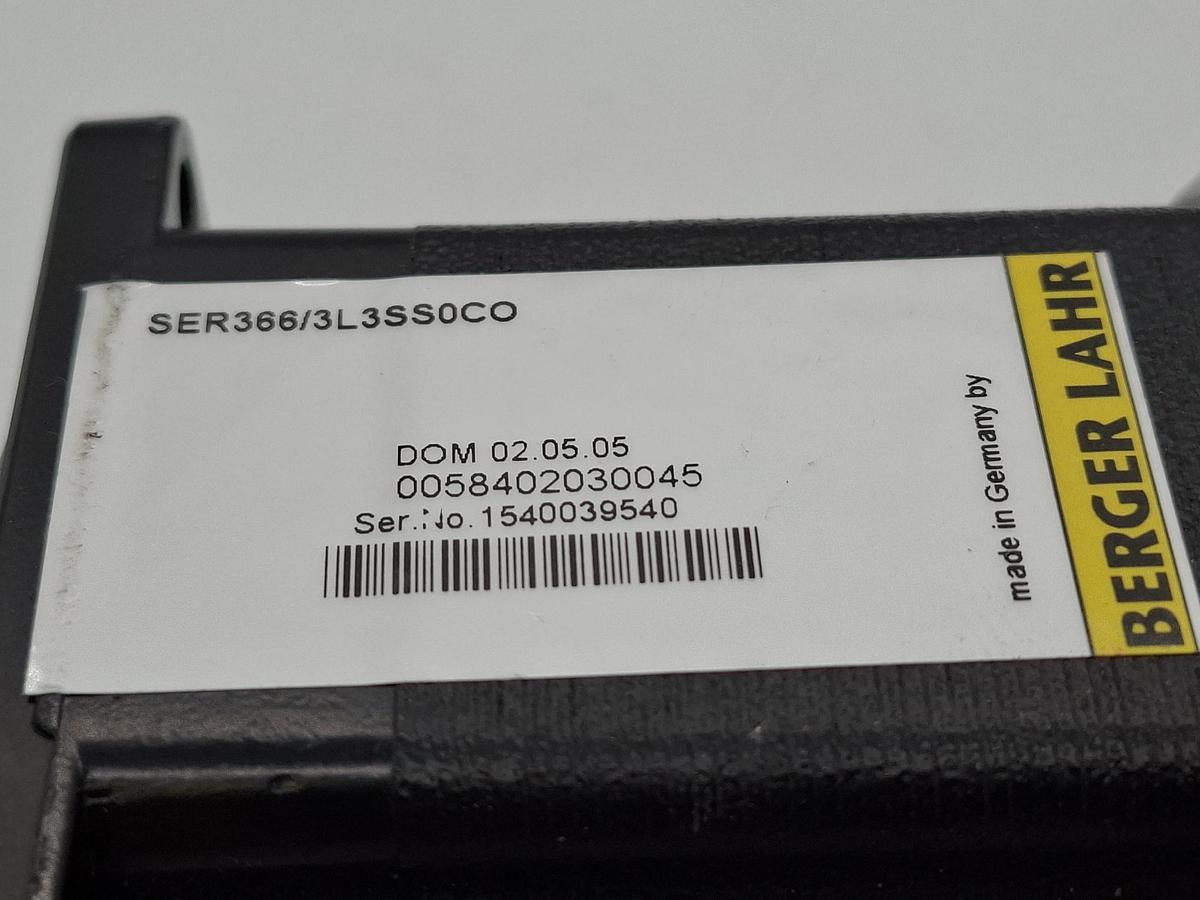 SER366/3L3SS0CO
DOM 02.05.05
0058402030045
Ser.No.1540039540
made in Germany by
BERGER LAHR